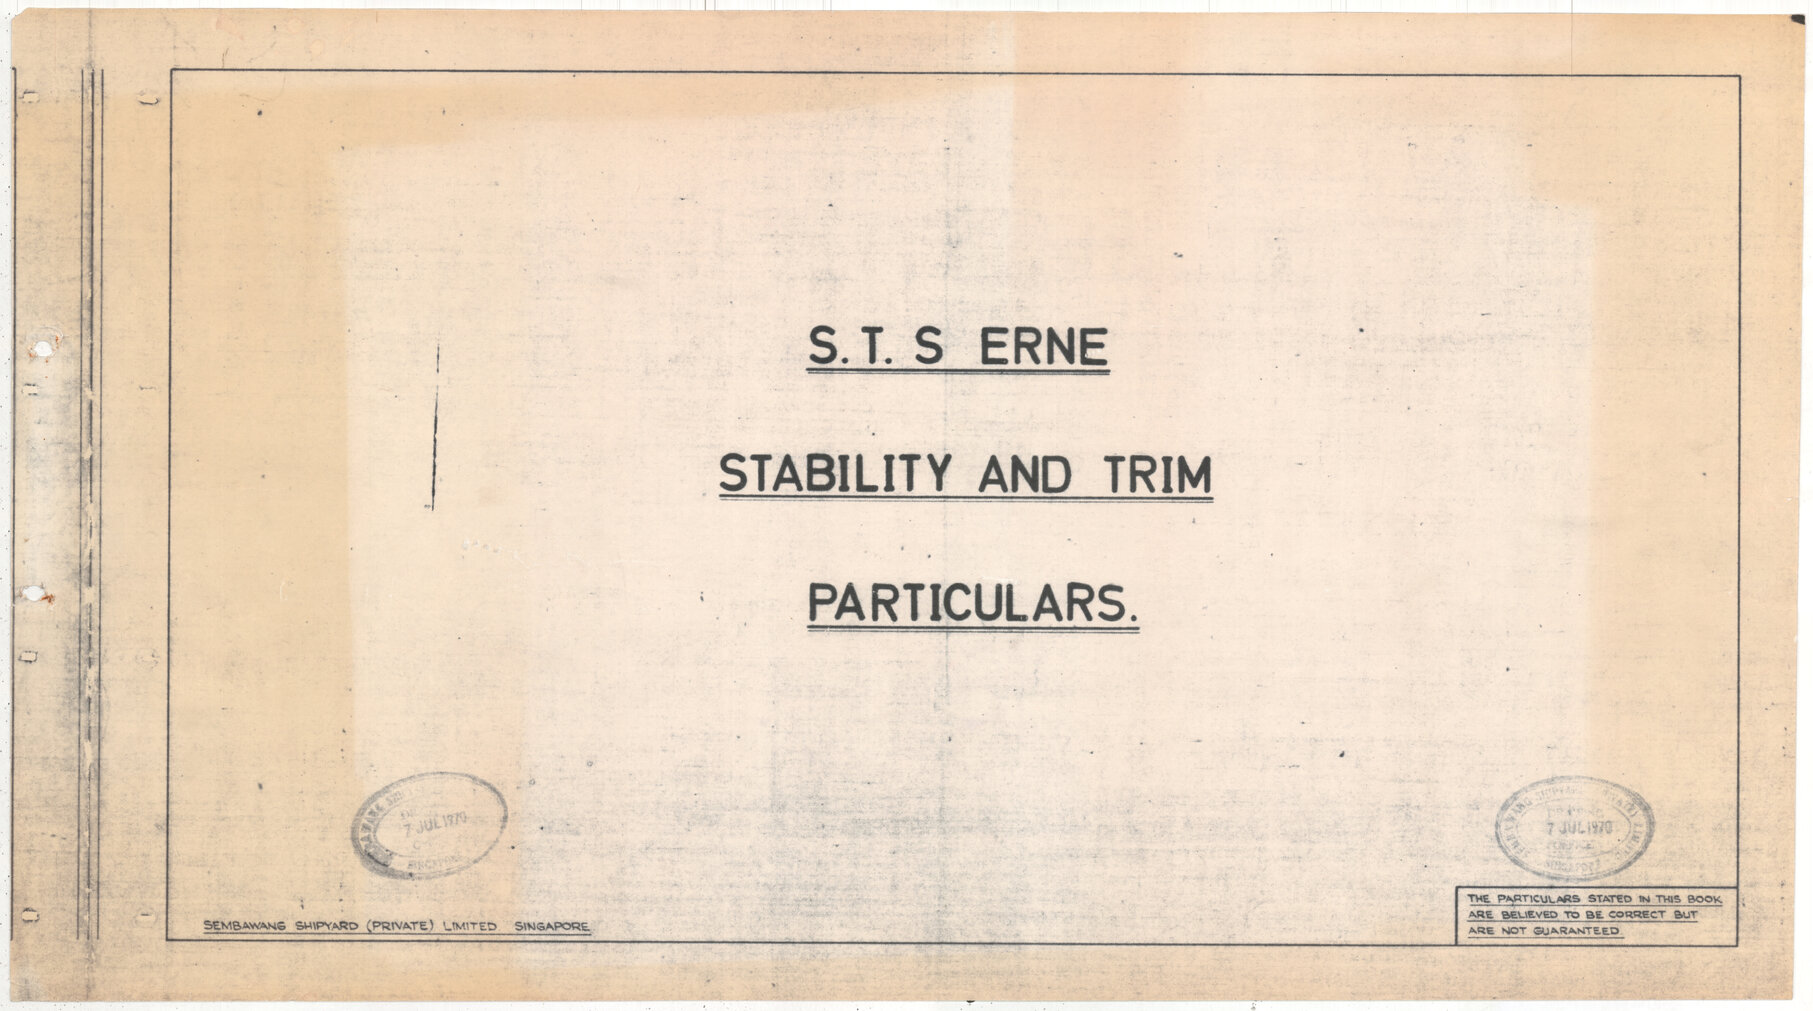 S. T. S ERNE
STABILITY AND TRIM
PARTICULARS.
7 JUL 1970
7 JUL 1970
SEMBAWANG SHIPYARD (PRIVATE) LIMITED SINGAPORE
THE PARTICULARS STATED IN THIS BOOK
ARE BELIEVED TO BE CORRECT BUT
ARE NOT GUARANTEED